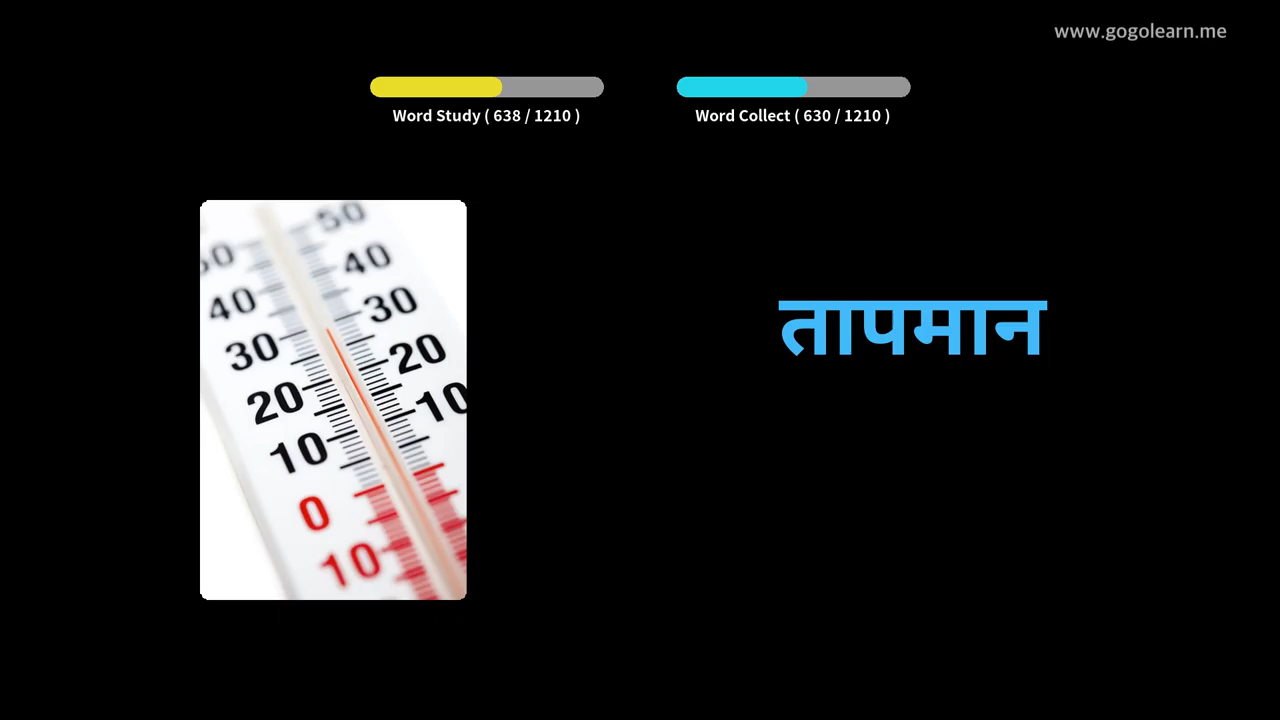 www.gogolearn.me
Word Study ( 638 / 1210 )
Word Collect ( 630 / 1210 )
तापमान
50
40
30
20
10
40
30
20
10
0
10